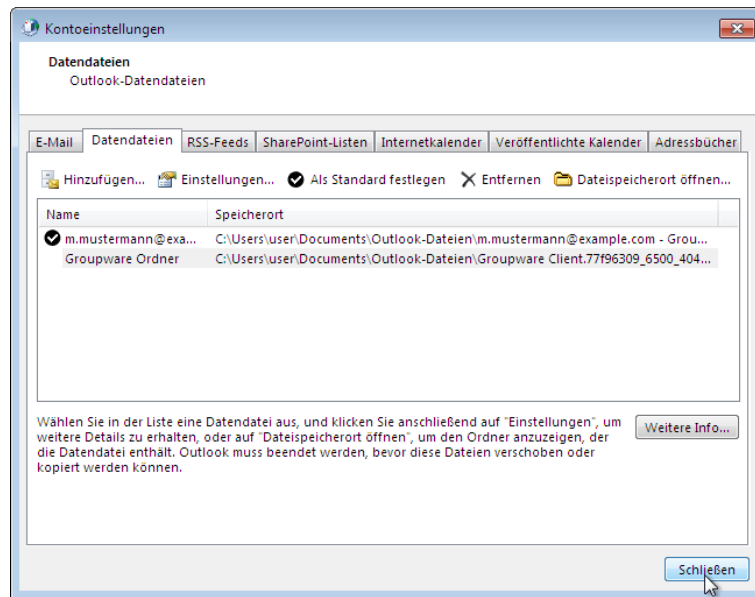 Kontoeinstellungen
Datendateien
Outlook-Datendateien
E-Mail Datendateien RSS-Feeds SharePoint-Listen Internetkalender Veröffentlichte Kalender Adressbücher
Hinzufügen... Einstellungen... Als Standard festlegen Entfernen Dateispeicherort öffnen...
Name Speicherort
m.mustermann@exa... C:\Users\user\Documents\Outlook-Dateien\m.mustermann@example.com - Grou...
Groupware Ordner C:\Users\user\Documents\Outlook-Dateien\Groupware Client.77f96309_6500_404...
Wählen Sie in der Liste eine Datendatei aus, und klicken Sie anschließend auf "Einstellungen", um
weitere Details zu erhalten, oder auf "Dateispeicherort öffnen", um den Ordner anzuzeigen, der
die Datendatei enthält. Outlook muss beendet werden, bevor diese Dateien verschoben oder
kopiert werden können.
Weitere Info...
Schließen